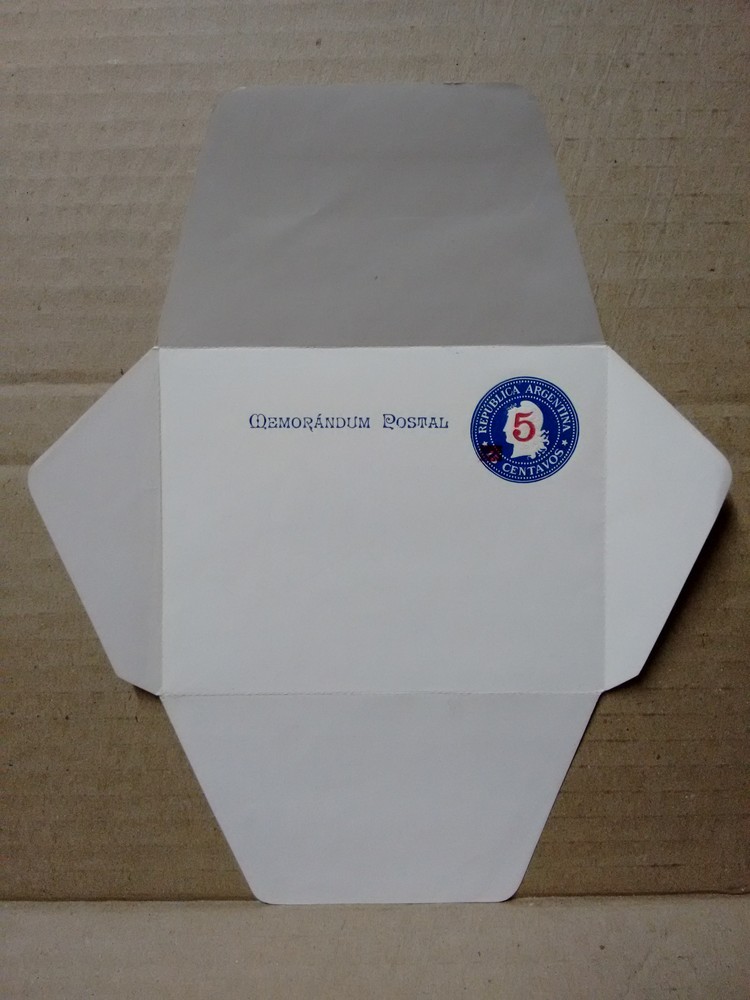 MEMORÁNDUM POSTAL
REPÚBLICA ARGENTINA
5
CENTAVOS